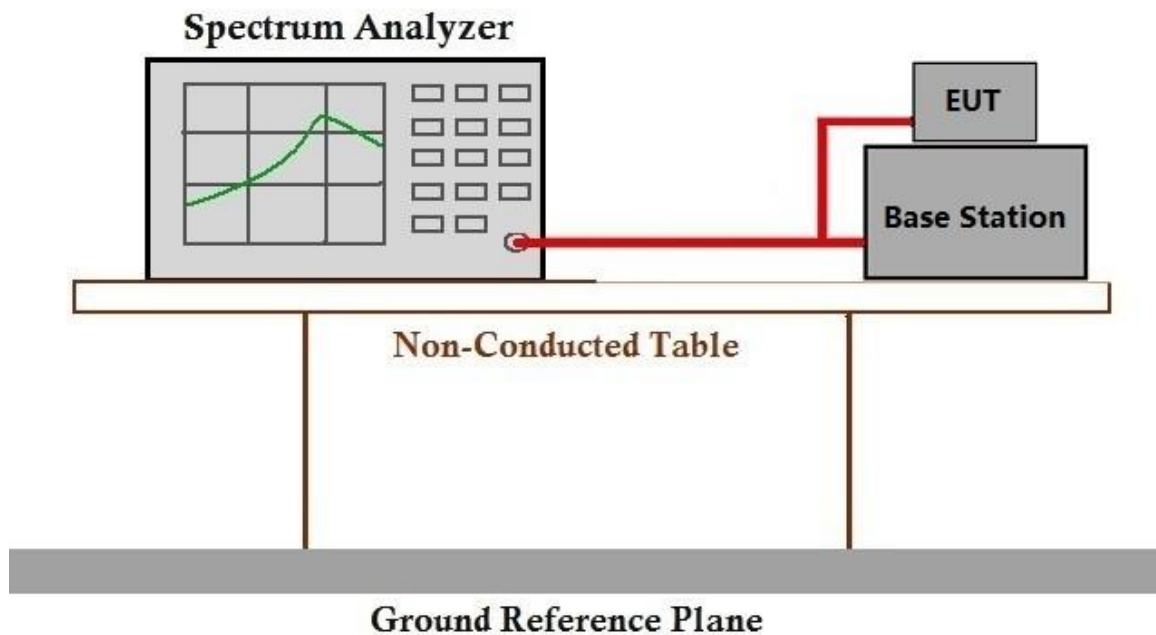 Spectrum Analyzer
EUT
Base Station
Non-Conducted Table
Ground Reference Plane